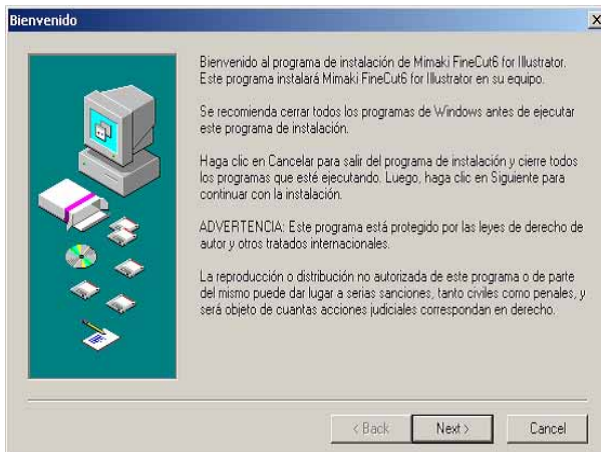 Bienvenido
Bienvenido al programa de instalación de Mimaki FineCut6 for Illustrator.
Este programa instalará Mimaki FineCut6 for Illustrator en su equipo.
Se recomienda cerrar todos los programas de Windows antes de ejecutar
este programa de instalación.
Haga clic en Cancelar para salir del programa de instalación y cierre todos
los programas que esté ejecutando. Luego, haga clic en Siguiente para
continuar con la instalación.
ADVERTENCIA: Este programa está protegido por las leyes de derecho de
autor y otros tratados internacionales.
La reproducción o distribución no autorizada de este programa o de parte
del mismo puede dar lugar a serias sanciones, tanto civiles como penales, y
será objeto de cuantas acciones judiciales correspondan en derecho.
< Back
Next >
Cancel